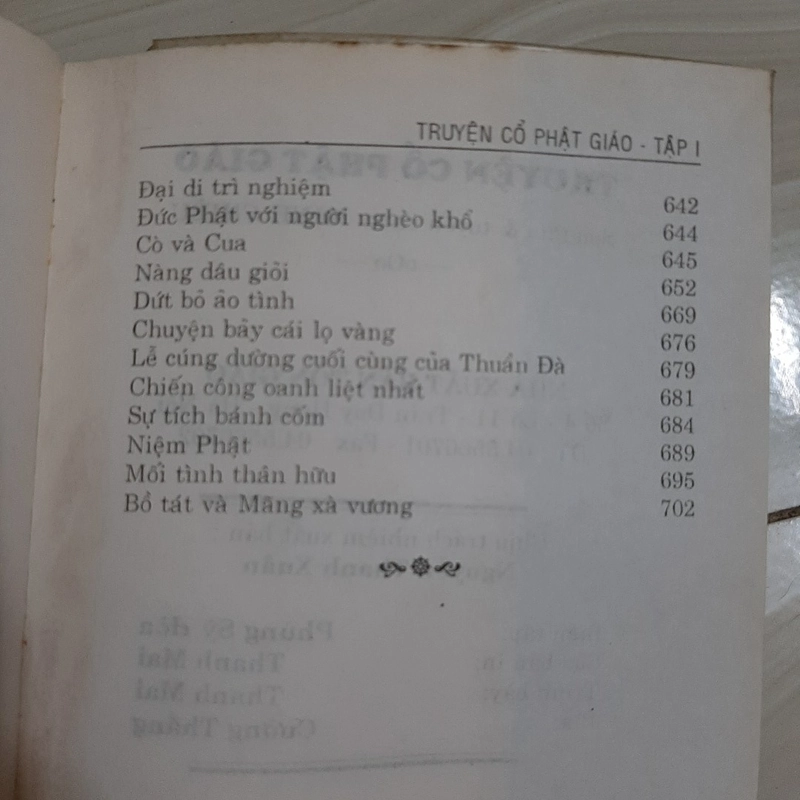 TRUYỆN CỔ PHẬT GIÁO - TẬP I
Đại di trì nghiệm 642
Đức Phật với người nghèo khổ 644
Cò và Cua 645
Nàng dâu giỏi 652
Dứt bỏ ảo tình 669
Chuyện bảy cái lọ vàng 676
Lễ cúng dường cuối cùng của Thuần Đà 679
Chiến công oanh liệt nhất 681
Sự tích bánh cốm 684
Niệm Phật 689
Mối tình thân hữu 695
Bồ tát và Mãng xà vương 702